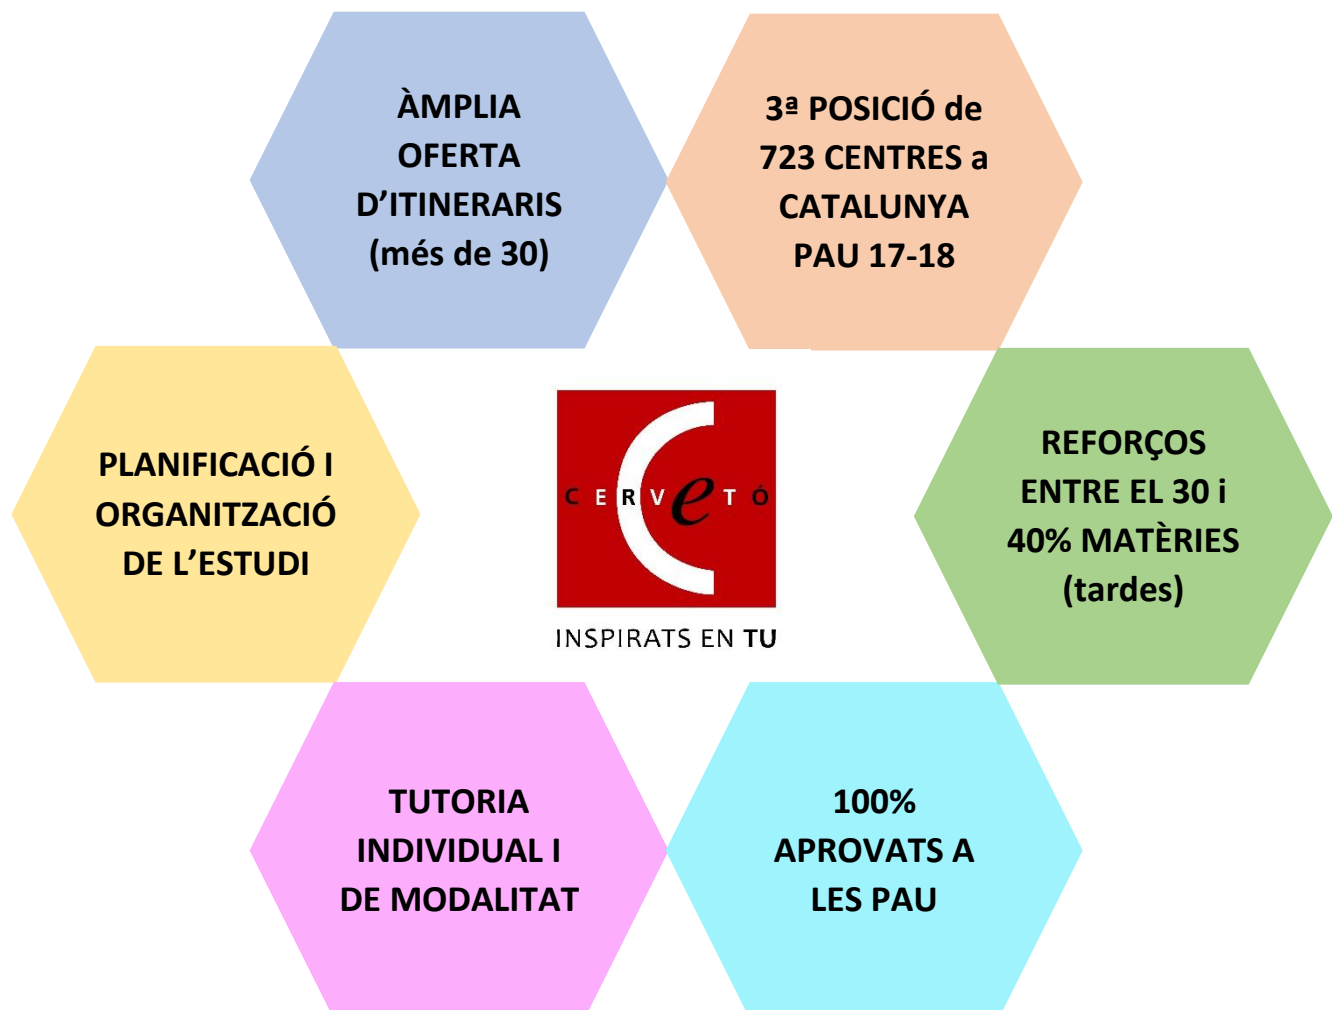 ÀMPLIA
OFERTA
D’ITINERARIS
(més de 30)
3ª POSICIÓ de
723 CENTRES a
CATALUNYA
PAU 17-18
PLANIFICACIÓ I
ORGANITZACIÓ
DE L’ESTUDI
CERVeTÓ
INSPIRATS EN TU
REFORÇOS
ENTRE EL 30 i
40% MATÈRIES
(tardes)
TUTORIA
INDIVIDUAL I
DE MODALITAT
100%
APROVATS A
LES PAU